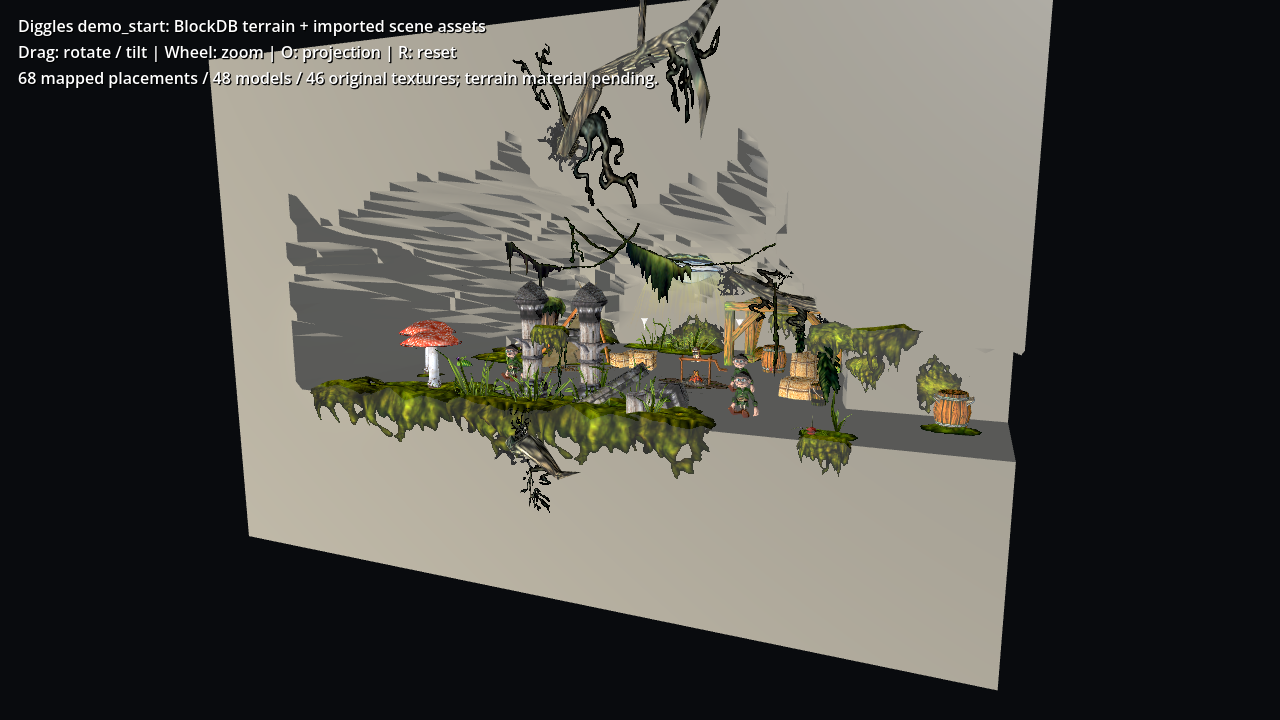 Diggles demo_start: BlockDB terrain + imported scene assets
Drag: rotate / tilt | Wheel: zoom | O: projection | R: reset
68 mapped placements / 48 models / 46 original textures; terrain material pending.